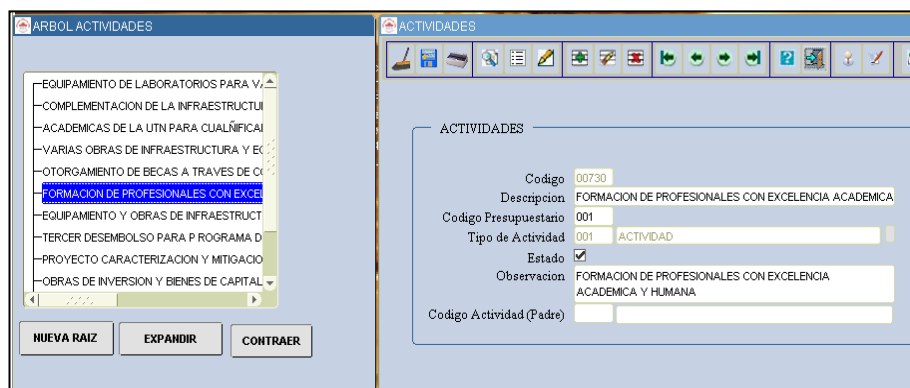 ARBOL ACTIVIDADES
EQUIPAMIENTO DE LABORATORIOS PARA V
COMPLEMENTACION DE LA INFRAESTRUCTU
ACADEMICAS DE LA UTN PARA CUALÑIFICA
VARIAS OBRAS DE INFRAESTRUCTURA Y E
OTORGAMIENTO DE BECAS A TRAVES DE C
FORMACION DE PROFESIONALES CON EXCEL
EQUIPAMIENTO Y OBRAS DE INFRAESTRUCT
TERCER DESEMBOLSO PARA P ROGRAMA D
PROYECTO CARACTERIZACION Y MITIGACIO
OBRAS DE INVERSION Y BIENES DE CAPITAL
NUEVA RAIZ EXPANDIR CONTRAER
ACTIVIDADES
ACTIVIDADES
Codigo 00730
Descripcion FORMACION DE PROFESIONALES CON EXCELENCIA ACADEMICA
Codigo Presupuestario 001
Tipo de Actividad 001 ACTIVIDAD
Estado
Observacion FORMACION DE PROFESIONALES CON EXCELENCIA
ACADEMICA Y HUMANA
Codigo Actividad (Padre)